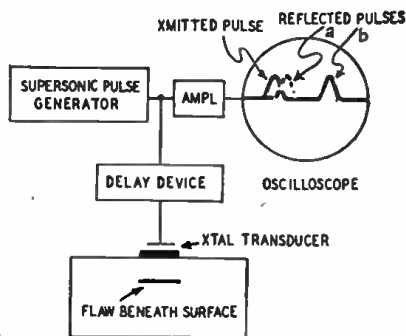 XMITTED PULSE
REFLECTED PULSES
a
b
SUPERSONIC PULSE
GENERATOR
AMPL
OSCILLOSCOPE
DELAY DEVICE
XTAL TRANSDUCER
FLAW BENEATH SURFACE